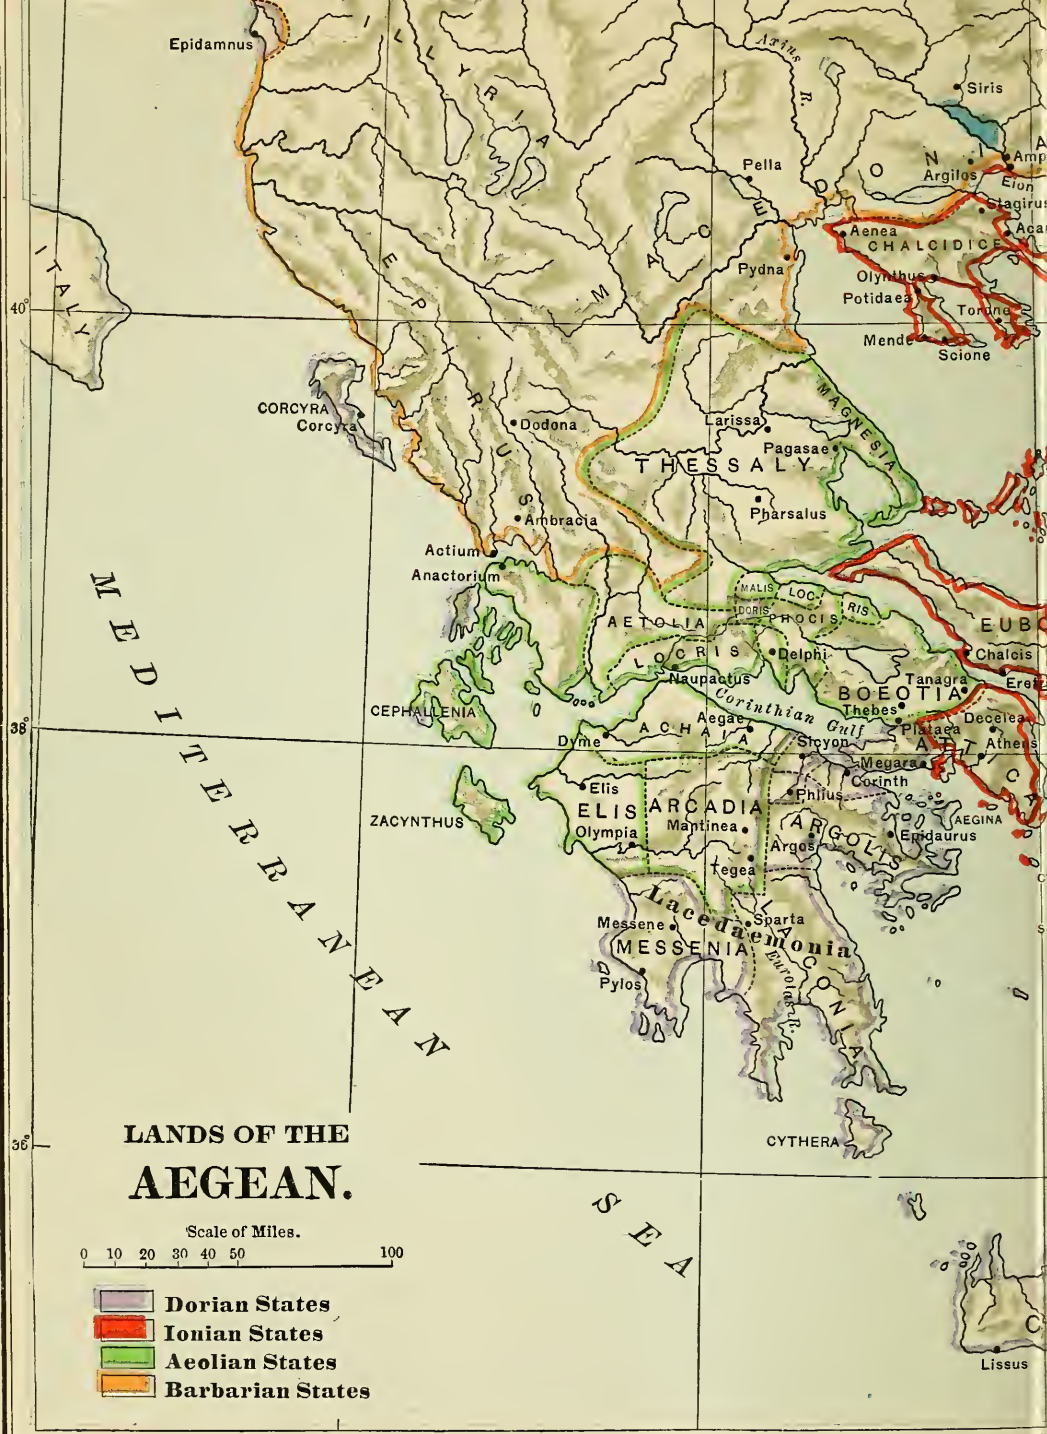 Epidamnus
ILLYRIA
Axius R.
Siris
Pella
MACEDON
Argilos
Amp
Eion
Stagirus
Aca
Aenea
CHALCIDICE
ITALY
EPIRUS
Pydna
Olynthus
Potidaea
Torone
40°
Mende
Scione
CORCYRA
Corcyra
Dodona
Larissa
MAGNESIA
Pagasae
THESSALY
Pharsalus
Ambracia
Actium
Anactorium
MALIS
LOC
RIS
DORIS
PHOCIS
AETOLIA
EUBO
LOCRIS
Delphi
Chalcis
Naupactus
Tanagra
Eret
BOEOTIA
CEPHALLENIA
Corinthian Gulf
Thebes
Decelea
38°
Aegae
Plataea
Dyme
ACHAIA
Sicyon
Athens
ATTICA
Megara
Corinth
Elis
Phlius
ELIS
ARCADIA
AEGINA
ZACYNTHUS
Mantinea
ARGOLIS
Epidaurus
Olympia
Argos
Tegea
Lacedaemonia
Messene
Sparta
MESSENIA
LACONIA
Eurotas R.
Pylos
MEDITERRANEAN
SEA
36°
CYTHERA
LANDS OF THE
AEGEAN.
Scale of Miles.
0 10 20 30 40 50 100
Dorian States
Ionian States
Aeolian States
Barbarian States
C
Lissus